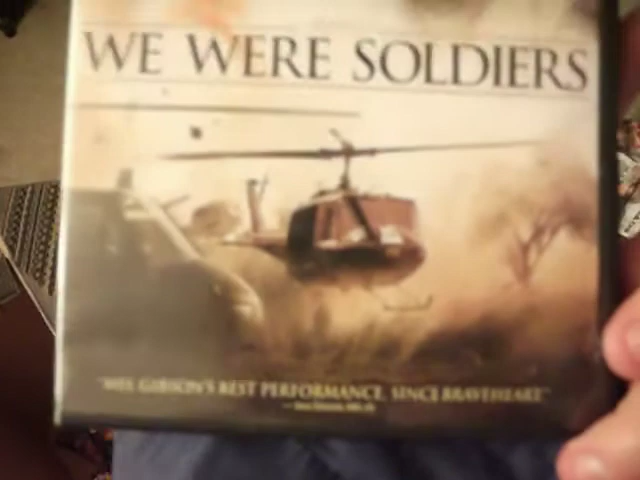 WE WERE SOLDIERS
"MEL GIBSON'S BEST PERFORMANCE, SINCE BRAVEHEART"